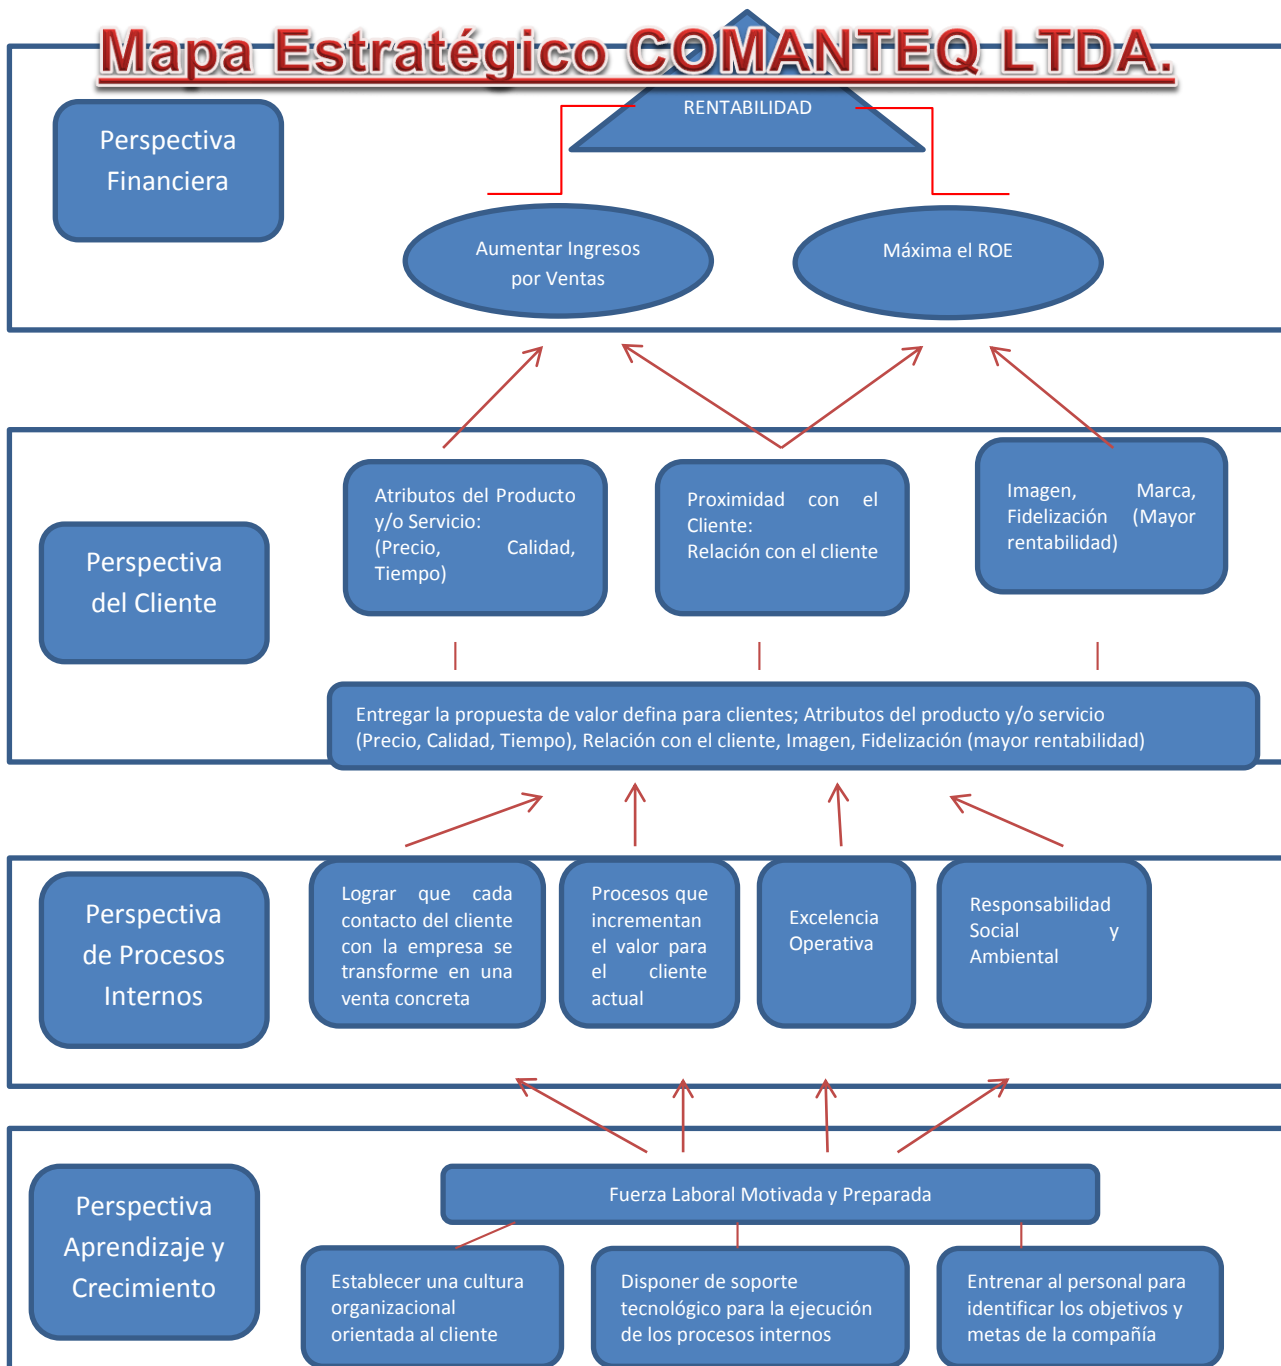 Mapa Estratégico COMANTEQ LTDA.
RENTABILIDAD
Perspectiva
Financiera
Aumentar Ingresos
por Ventas
Máxima el ROE
Atributos del Producto
y/o Servicio:
(Precio, Calidad,
Tiempo)
Proximidad con el
Cliente:
Relación con el cliente
Imagen, Marca,
Fidelización (Mayor
rentabilidad)
Perspectiva
del Cliente
Entregar la propuesta de valor defina para clientes; Atributos del producto y/o servicio
(Precio, Calidad, Tiempo), Relación con el cliente, Imagen, Fidelización (mayor rentabilidad)
Perspectiva
de Procesos
Internos
Lograr que cada
contacto del cliente
con la empresa se
transforme en una
venta concreta
Procesos que
incrementan
el valor para
el cliente
actual
Excelencia
Operativa
Responsabilidad
Social y
Ambiental
Perspectiva
Aprendizaje y
Crecimiento
Fuerza Laboral Motivada y Preparada
Establecer una cultura
organizacional
orientada al cliente
Disponer de soporte
tecnológico para la ejecución
de los procesos internos
Entrenar al personal para
identificar los objetivos y
metas de la compañía